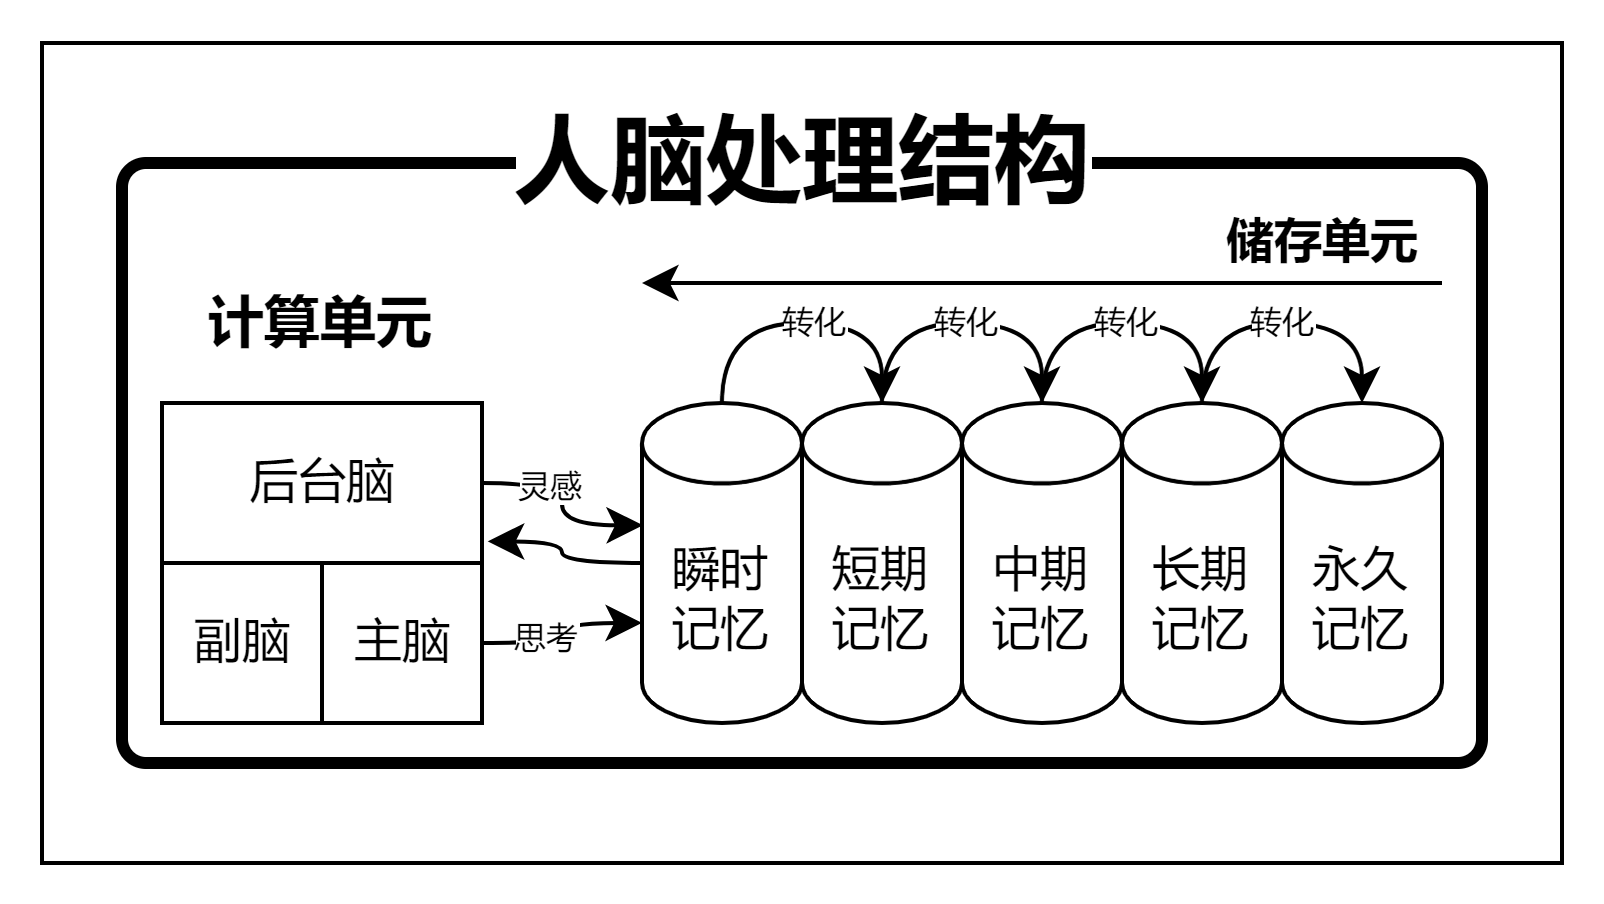 人脑处理结构
储存单元
计算单元
转化
转化
转化
转化
后台脑
灵感
副脑
主脑
思考
瞬时
记忆
短期
记忆
中期
记忆
长期
记忆
永久
记忆